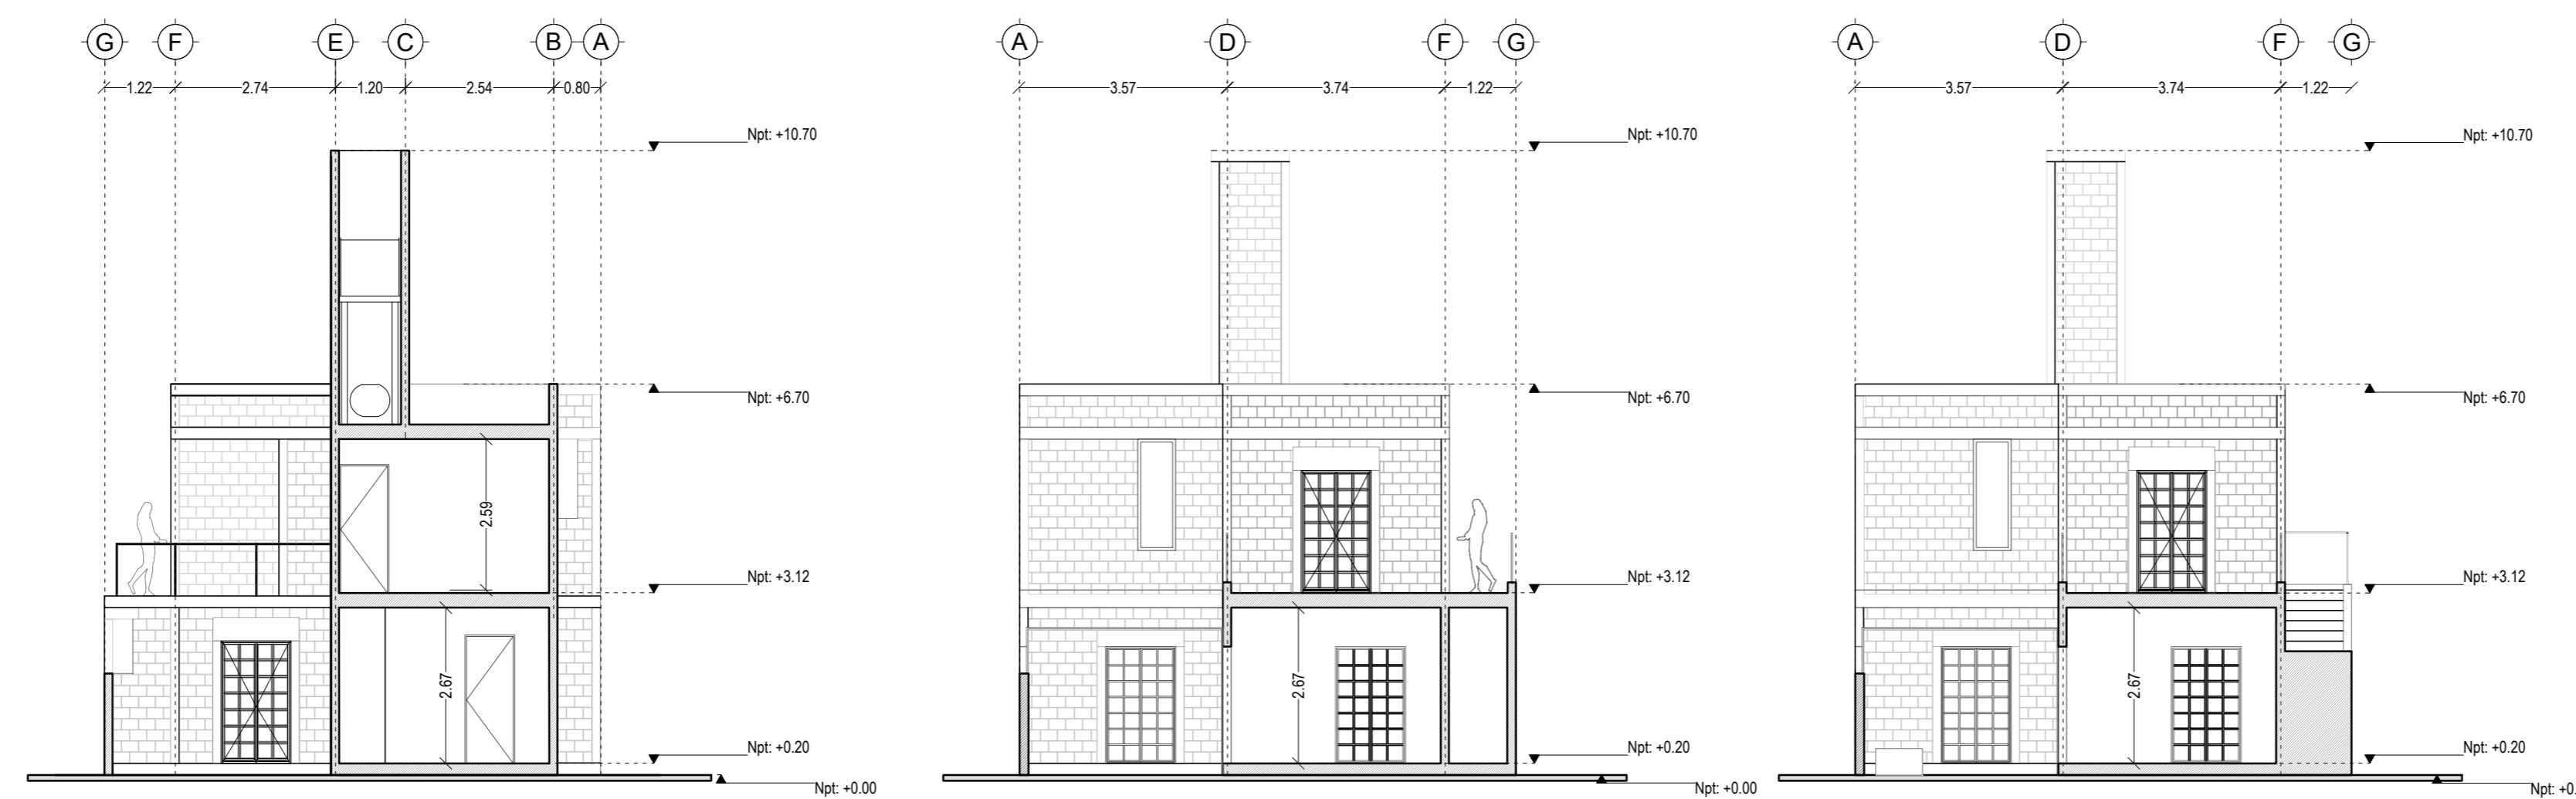 G F E C B A
1.22 2.74 1.20 2.54 0.80
Npt: +10.70
Npt: +6.70
2.59
Npt: +3.12
2.67
Npt: +0.20
Npt: +0.00
A D F G
3.57 3.74 1.22
Npt: +10.70
Npt: +6.70
Npt: +3.12
2.67
Npt: +0.20
Npt: +0.00
A D F G
3.57 3.74 1.22
Npt: +10.70
Npt: +6.70
Npt: +3.12
2.67
Npt: +0.20
Npt: +0.